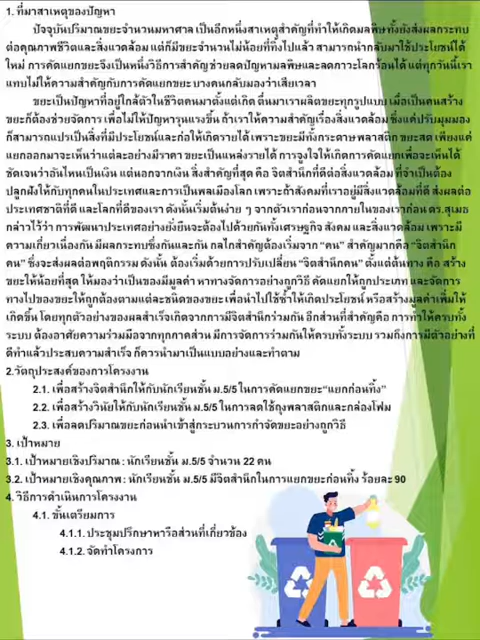 1. ที่มาสาเหตุของปัญหา
ปัจจุบันปริมาณขยะจำนวนมหาศาล เป็นอีกหนึ่งสาเหตุสำคัญที่ทำให้เกิดมลพิษทั้งยังส่งผลกระทบ
ต่อคุณภาพชีวิตและสิ่งแวดล้อม แต่ก็มีขยะจำนวนไม่น้อยที่ทิ้งไปแล้ว สามารถนำกลับมาใช้ประโยชน์ได้
ใหม่ การคัดแยกขยะจึงเป็นหนึ่งวิธีการสำคัญ ช่วยลดปัญหามลพิษและลดภาวะโลกร้อนได้ แต่ทุกวันนี้เรา
แทบไม่ให้ความสำคัญกับการคัดแยกขยะ บางคนกลับมองว่าเสียเวลา
ขยะเป็นปัญหาที่อยู่ใกล้ตัวในชีวิตคนมาตั้งแต่เกิด ตื่นมาเราผลิตขยะทุกรูปแบบ เมื่อเป็นคนสร้าง
ขยะก็ต้องช่วยจัดการ เพื่อไม่ให้ปัญหารุนแรงขึ้น ถ้าเราให้ความสำคัญเรื่องสิ่งแวดล้อม ซึ่งแค่ปรับมุมมอง
ก็สามารถแปรเป็นสิ่งที่มีประโยชน์และก่อให้เกิดรายได้ เพราะขยะมีทั้งกระดาษ พลาสติก ขยะสด เพียงแค่
แยกออกมาจะเห็นว่าแต่ละอย่างมีราคา ขยะเป็นแหล่งรายได้ การจูงใจให้เกิดการคัดแยกเพื่อจะเห็นได้
ชัดเจนว่าอันไหนเป็นเงิน แต่นอกจากเงิน สิ่งสำคัญที่สุด คือ จิตสำนึกที่ดีต่อสิ่งแวดล้อม ที่จำเป็นต้อง
ปลูกฝังให้กับทุกคนในประเทศและการเป็นพลเมืองโลก เพราะถ้าสังคมที่เราอยู่มีสิ่งแวดล้อมที่ดี ส่งผลต่อ
ประเทศชาติที่ดี และโลกที่ดีของเรา ดังนั้นเริ่มต้นง่าย ๆ จากตัวเราก่อนจากภายในของเราก่อน ดร.สุเมธ
กล่าวไว้ว่า การพัฒนาประเทศอย่างยั่งยืนจะต้องไปด้วยกันทั้งเศรษฐกิจ สังคม และสิ่งแวดล้อม เพราะมี
ความเกี่ยวเนื่องกัน มีผลกระทบซึ่งกันและกัน กลไกสำคัญต้องเริ่มจาก "คน" สำคัญมากคือ "จิตสำนึก
คน" ซึ่งจะส่งผลต่อพฤติกรรม ดังนั้น ต้องเริ่มด้วยการปรับเปลี่ยน "จิตสำนึกคน" ตั้งแต่ต้นทาง คือ สร้าง
ขยะให้น้อยที่สุด ให้มองว่าเป็นของมีมูลค่า หาทางจัดการอย่างถูกวิธี คัดแยกให้ถูกประเภท และจัดการ
ทางไปของขยะให้ถูกต้องตามแต่ละชนิดของขยะ เพื่อนำไปใช้ซ้ำให้เกิดประโยชน์ หรือสร้างมูลค่าเพิ่มให้
เกิดขึ้น โดยทุกตัวอย่างของผลสำเร็จเกิดจากการมีจิตสำนึกร่วมกัน อีกส่วนที่สำคัญคือ การทำให้ครบทั้ง
ระบบ ต้องอาศัยความร่วมมือจากทุกภาคส่วน มีการจัดการร่วมกันให้ครบทั้งระบบ รวมถึงการมีตัวอย่างที่
ดีทำแล้วประสบความสำเร็จ ก็ควรนำมาเป็นแบบอย่างและทำตาม
2.วัตถุประสงค์ของการโครงงาน
2.1. เพื่อสร้างจิตสำนึกให้กับนักเรียนชั้น ม.5/5 ในการคัดแยกขยะ"แยกก่อนทิ้ง"
2.2. เพื่อสร้างวินัยให้กับนักเรียนชั้น ม.5/5 ในการลดใช้ถุงพลาสติกและกล่องโฟม
2.3. เพื่อลดปริมาณขยะก่อนนำเข้าสู่กระบวนการกำจัดขยะอย่างถูกวิธี
3. เป้าหมาย
3.1. เป้าหมายเชิงปริมาณ : นักเรียนชั้น ม.5/5 จำนวน 22 คน
3.2. เป้าหมายเชิงคุณภาพ : นักเรียนชั้น ม.5/5 มีจิตสำนึกในการแยกขยะก่อนทิ้ง ร้อยละ 90
4. วิธีการดำเนินการโครงงาน
4.1. ขั้นเตรียมการ
4.1.1. ประชุมปรึกษาหารือส่วนที่เกี่ยวข้อง
4.1.2. จัดทำโครงการ